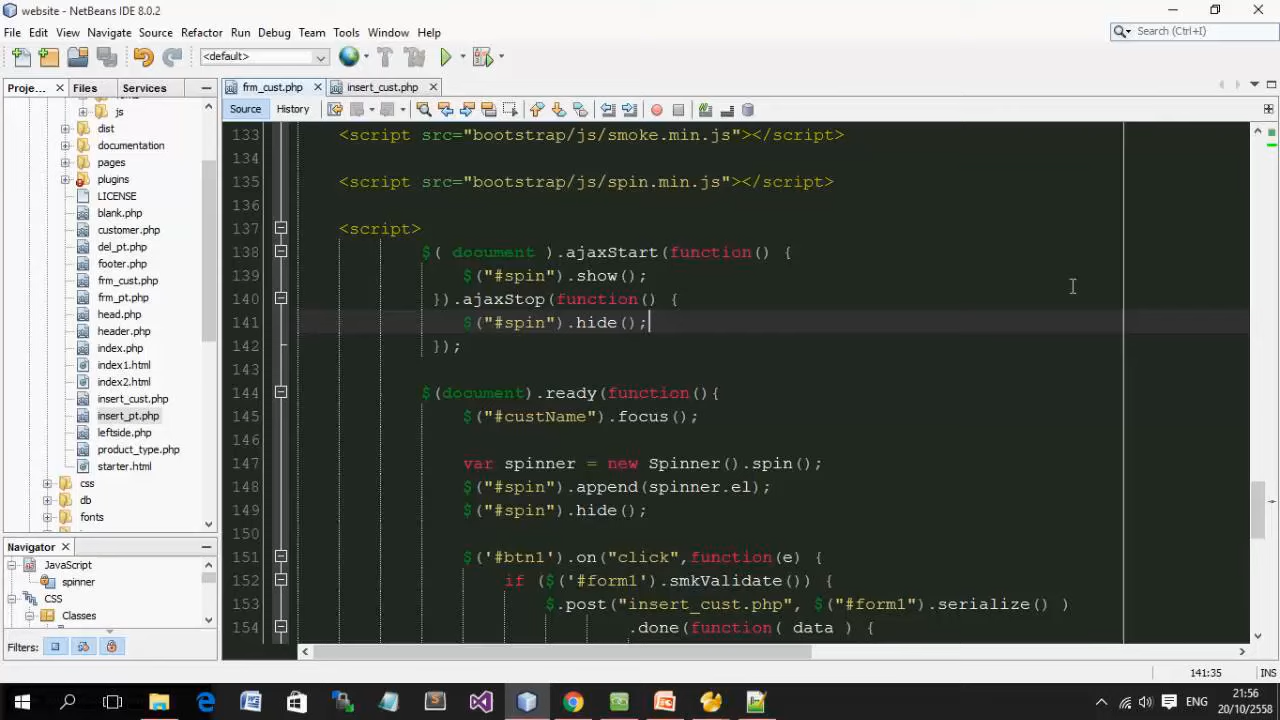 website - NetBeans IDE 8.0.2
File Edit View Navigate Source Refactor Run Debug Team Tools Window Help
Search (Ctrl+I)
<default>
Proje... Files Services
frm_cust.php insert_cust.php
Source History
js
dist
documentation
pages
plugins
LICENSE
blank.php
customer.php
del_pt.php
footer.php
frm_cust.php
frm_pt.php
head.php
header.php
index.php
index1.html
index2.html
insert_cust.php
insert_pt.php
leftside.php
product_type.php
starter.html
css
db
fonts
Navigator
JavaScript
spinner
CSS
Classes
Filters:
133 <script src="bootstrap/js/smoke.min.js"></script>
134
135 <script src="bootstrap/js/spin.min.js"></script>
136
137 <script>
138 $( document ).ajaxStart(function() {
139 $("#spin").show();
140 }).ajaxStop(function() {
141 $("#spin").hide();
142 });
143
144 $(document).ready(function(){
145 $("#custName").focus();
146
147 var spinner = new Spinner().spin();
148 $("#spin").append(spinner.el);
149 $("#spin").hide();
150
151 $('#btn1').on("click",function(e) {
152 if ($('#form1').smkValidate()) {
153 $.post("insert_cust.php", $("#form1").serialize() )
154 .done(function( data ) {
141:35 INS
ENG
21:56
20/10/2558